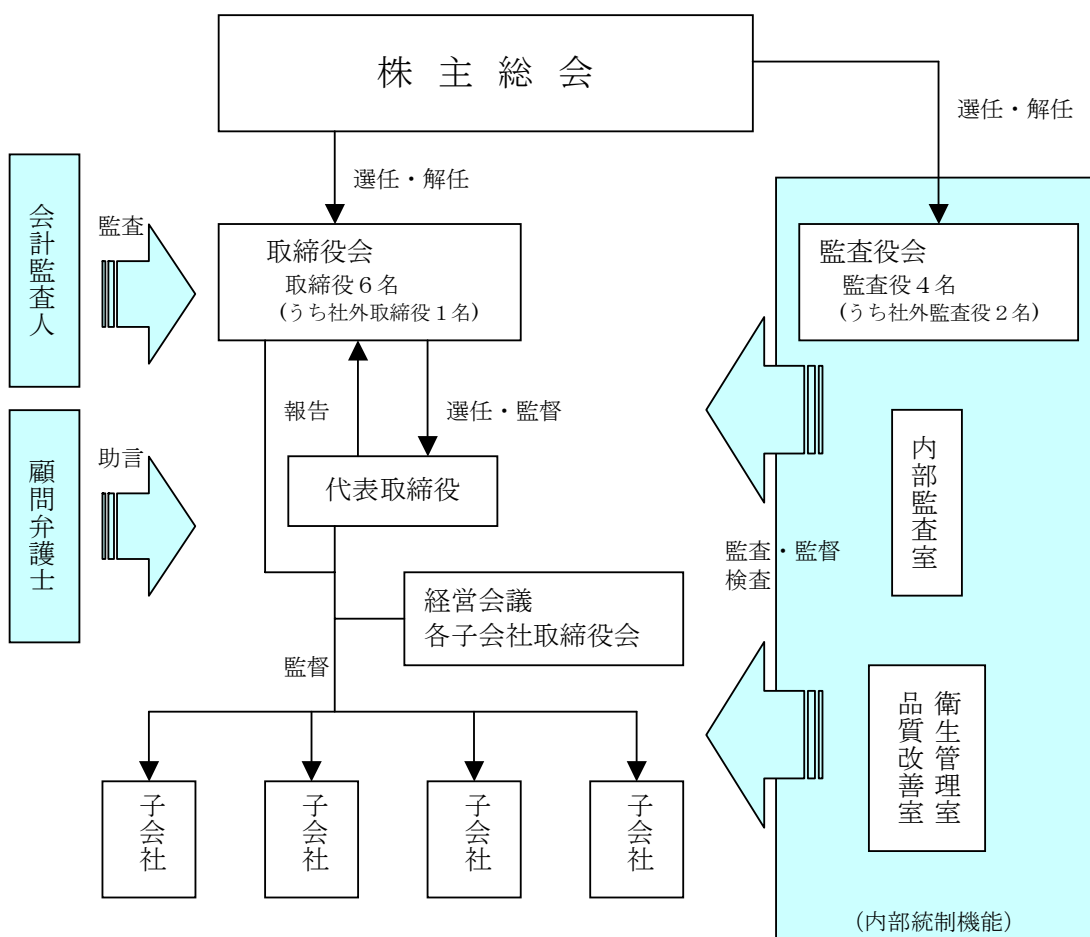 株 主 総 会
選任・解任
選任・解任
会計監査人
監査
取締役会
取締役６名
(うち社外取締役１名)
監査役会
監査役４名
(うち社外監査役２名)
報告
選任・監督
顧問弁護士
助言
代表取締役
内部監査室
監査・監督
検査
経営会議
各子会社取締役会
監督
衛生管理室
品質改善室
子会社
子会社
子会社
子会社
（内部統制機能）